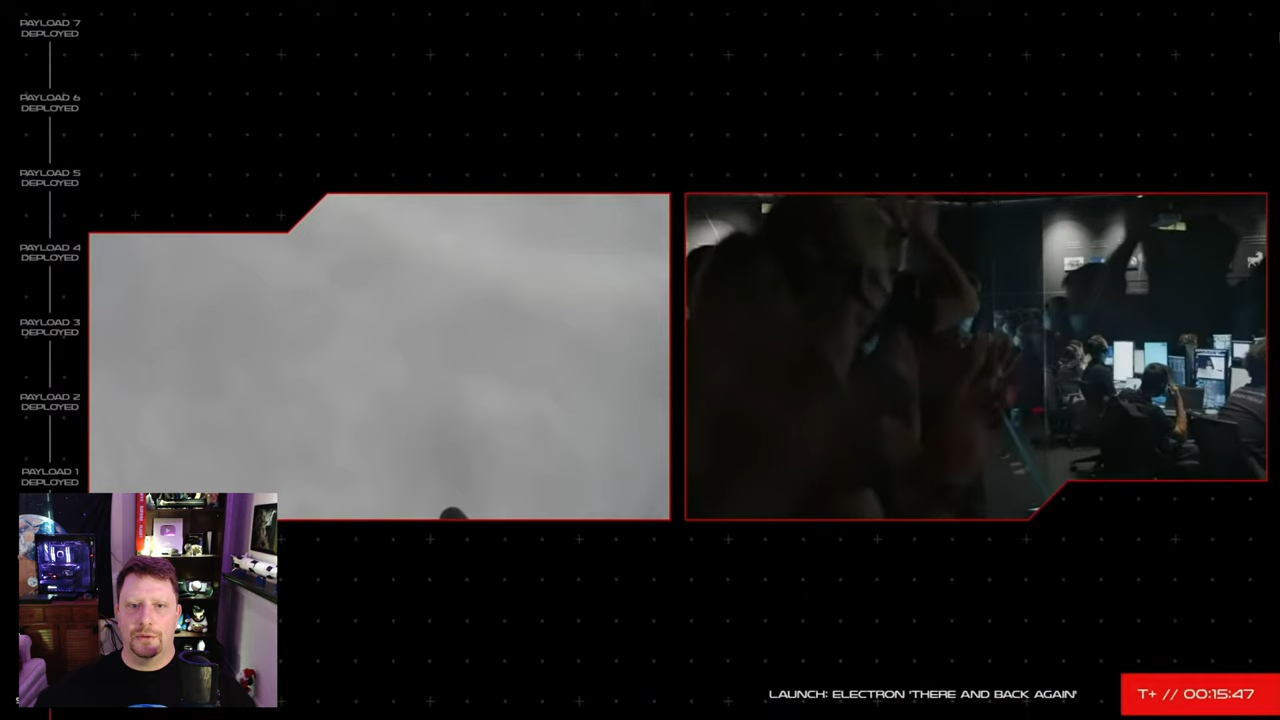 PAYLOAD 7
DEPLOYED
PAYLOAD 6
DEPLOYED
PAYLOAD 5
DEPLOYED
PAYLOAD 4
DEPLOYED
PAYLOAD 3
DEPLOYED
PAYLOAD 2
DEPLOYED
PAYLOAD 1
DEPLOYED
LAUNCH: ELECTRON 'THERE AND BACK AGAIN'
T+ // 00:15:47